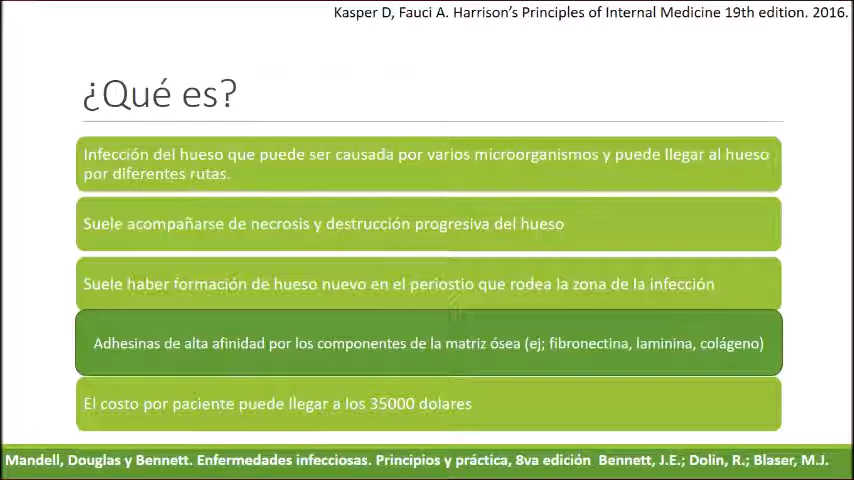 Kasper D, Fauci A. Harrison’s Principles of Internal Medicine 19th edition. 2016.
¿Qué es?
Infección del hueso que puede ser causada por varios microorganismos y puede llegar al hueso
por diferentes rutas.
Suele acompañarse de necrosis y destrucción progresiva del hueso
Suele haber formación de hueso nuevo en el periostio que rodea la zona de la infección
Adhesinas de alta afinidad por los componentes de la matriz ósea (ej; fibronectina, laminina, colágeno)
El costo por paciente puede llegar a los 35000 dolares
Mandell, Douglas y Bennett. Enfermedades infecciosas. Principios y práctica, 8va edición  Bennett, J.E.; Dolin, R.; Blaser, M.J.